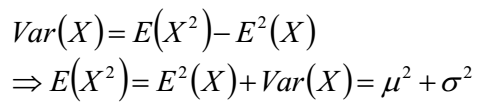 Var(X) = E(X²) – E²(X)
⇒ E(X²) = E²(X) + Var(X) = μ² + σ²